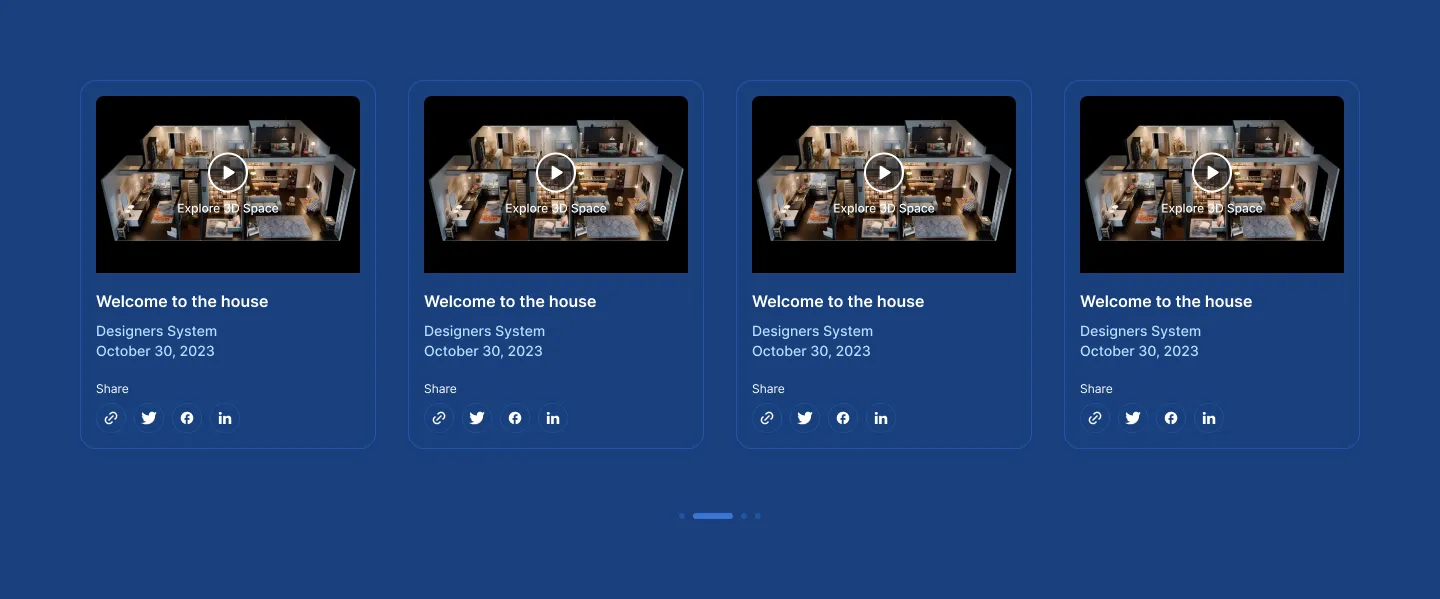 Explore 3D Space
Welcome to the house
Designers System
October 30, 2023
Share
Explore 3D Space
Welcome to the house
Designers System
October 30, 2023
Share
Explore 3D Space
Welcome to the house
Designers System
October 30, 2023
Share
Explore 3D Space
Welcome to the house
Designers System
October 30, 2023
Share